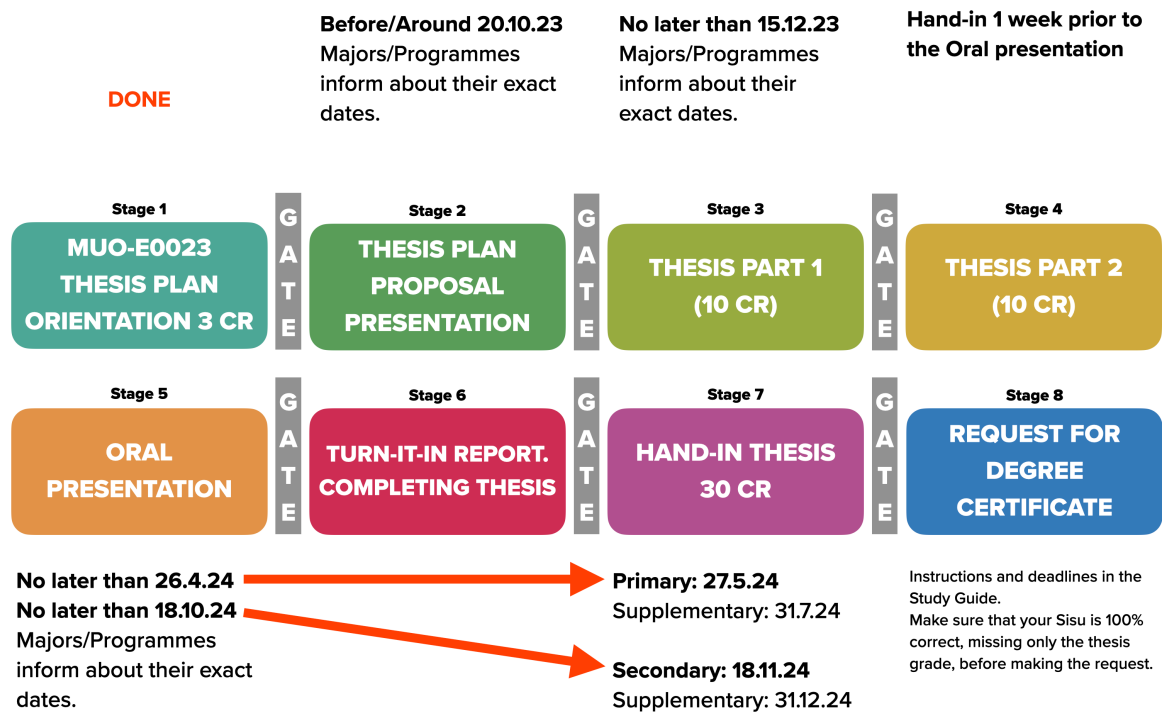 DONE
Before/Around 20.10.23
Majors/Programmes
inform about their exact
dates.
No later than 15.12.23
Majors/Programmes
inform about their
exact dates.
Hand-in 1 week prior to
the Oral presentation
Stage 1
MUO-E0023
THESIS PLAN
ORIENTATION 3 CR
GATE
Stage 2
THESIS PLAN
PROPOSAL
PRESENTATION
GATE
Stage 3
THESIS PART 1
(10 CR)
GATE
Stage 4
THESIS PART 2
(10 CR)
Stage 5
ORAL
PRESENTATION
GATE
Stage 6
TURN-IT-IN REPORT.
COMPLETING THESIS
GATE
Stage 7
HAND-IN THESIS
30 CR
GATE
Stage 8
REQUEST FOR
DEGREE
CERTIFICATE
No later than 26.4.24
No later than 18.10.24
Majors/Programmes
inform about their exact
dates.
Primary: 27.5.24
Supplementary: 31.7.24
Secondary: 18.11.24
Supplementary: 31.12.24
Instructions and deadlines in the
Study Guide.
Make sure that your Sisu is 100%
correct, missing only the thesis
grade, before making the request.